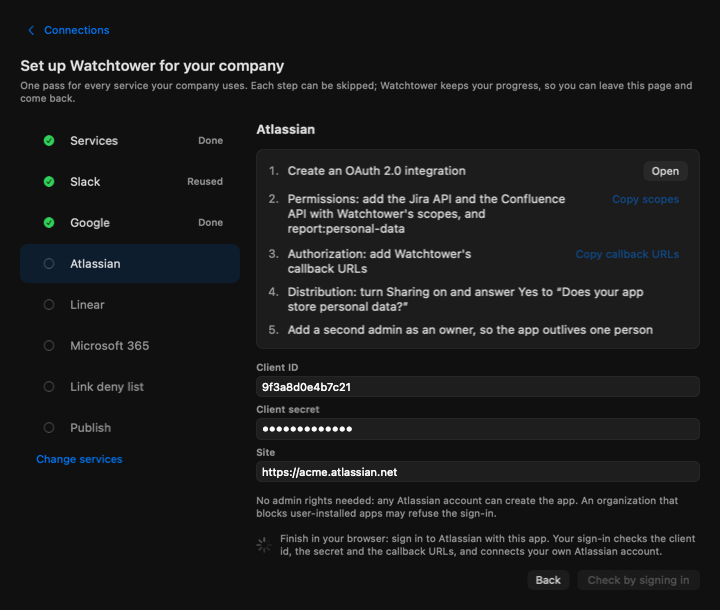 Connections
Set up Watchtower for your company
One pass for every service your company uses. Each step can be skipped; Watchtower keeps your progress, so you can leave this page and
come back.
Services Done
Slack Reused
Google Done
Atlassian
Linear
Microsoft 365
Link deny list
Publish
Change services
Atlassian
1. Create an OAuth 2.0 integration Open
2. Permissions: add the Jira API and the Confluence Copy scopes
API with Watchtower's scopes, and
report:personal-data
3. Authorization: add Watchtower's Copy callback URLs
callback URLs
4. Distribution: turn Sharing on and answer Yes to “Does your app
store personal data?”
5. Add a second admin as an owner, so the app outlives one person
Client ID
9f3a8d0e4b7c21
Client secret
•••••••••••••
Site
https://acme.atlassian.net
No admin rights needed: any Atlassian account can create the app. An organization that
blocks user-installed apps may refuse the sign-in.
Finish in your browser: sign in to Atlassian with this app. Your sign-in checks the client
id, the secret and the callback URLs, and connects your own Atlassian account.
Back Check by signing in